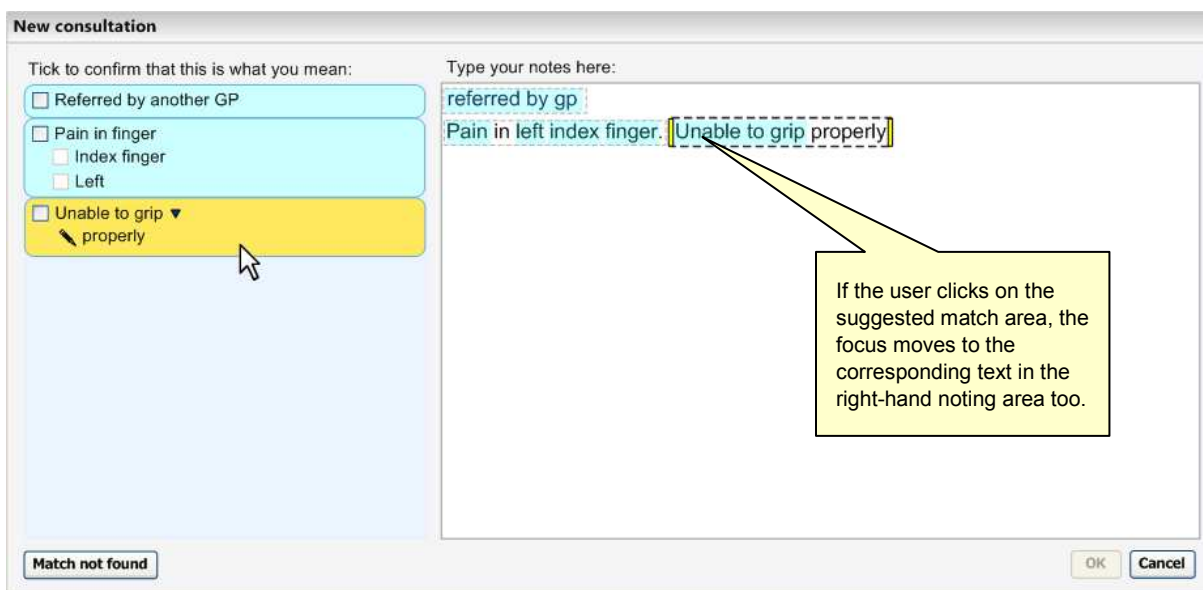 New consultation
Tick to confirm that this is what you mean:
Referred by another GP
Pain in finger
Index finger
Left
Unable to grip
properly
Type your notes here:
referred by gp
Pain in left index finger. Unable to grip properly
If the user clicks on the
suggested match area, the
focus moves to the
corresponding text in the
right-hand noting area too.
Match not found
OK
Cancel